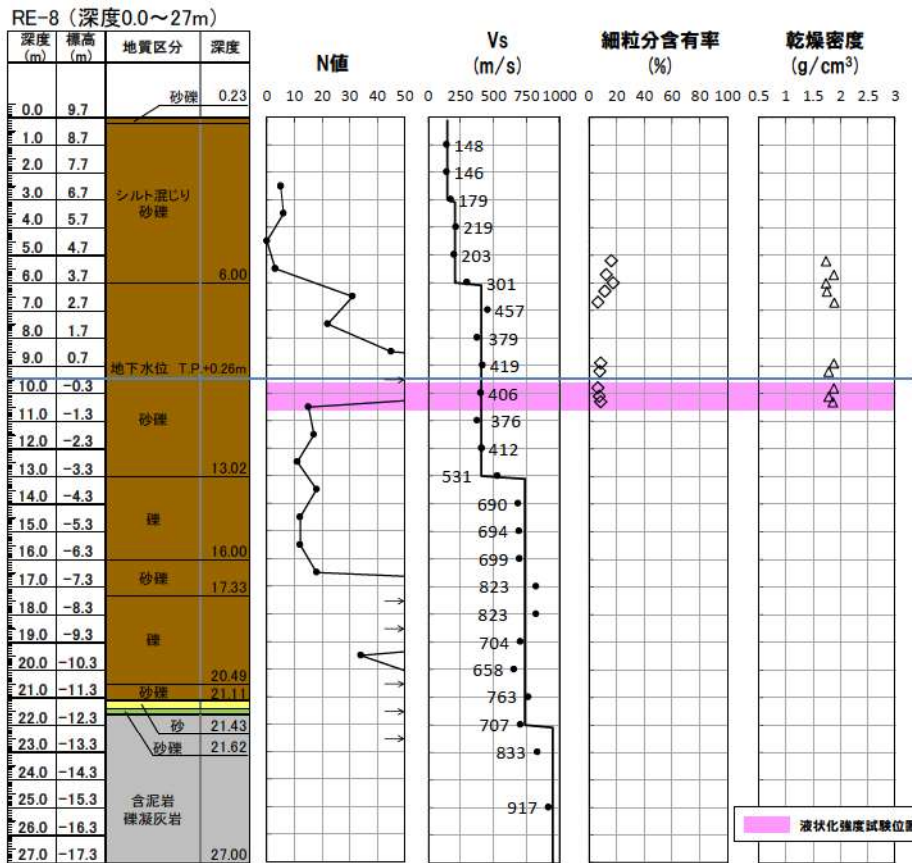 RE-8 (深度0.0～27m)
深度 標高 地質区分 深度
(m) (m)
N値
Vs
(m/s)
細粒分含有率
(%)
乾燥密度
(g/cm³)
砂礫 0.23
0 10 20 30 40 50
0 250 500 750 1000
0 20 40 60 80 100
0.5 1 1.5 2 2.5 3
0.0 9.7
1.0 8.7
148
2.0 7.7
146
3.0 6.7
シルト混じり
砂礫
179
4.0 5.7
219
5.0 4.7
203
6.0 3.7
6.00
301
7.0 2.7
457
8.0 1.7
379
9.0 0.7
地下水位 T.P.+0.26m
419
10.0 -0.3
406
11.0 -1.3
砂礫
376
12.0 -2.3
412
13.0 -3.3
13.02
531
14.0 -4.3
690
15.0 -5.3
礫
694
16.0 -6.3
16.00
699
17.0 -7.3
砂礫
17.33
823
18.0 -8.3
823
19.0 -9.3
礫
704
20.0 -10.3
20.49
658
21.0 -11.3
砂礫 21.11
763
22.0 -12.3
砂 21.43
707
23.0 -13.3
砂礫 21.62
833
24.0 -14.3
25.0 -15.3
含泥岩
礫凝灰岩
917
26.0 -16.3
27.0 -17.3
27.00
液状化強度試験位置